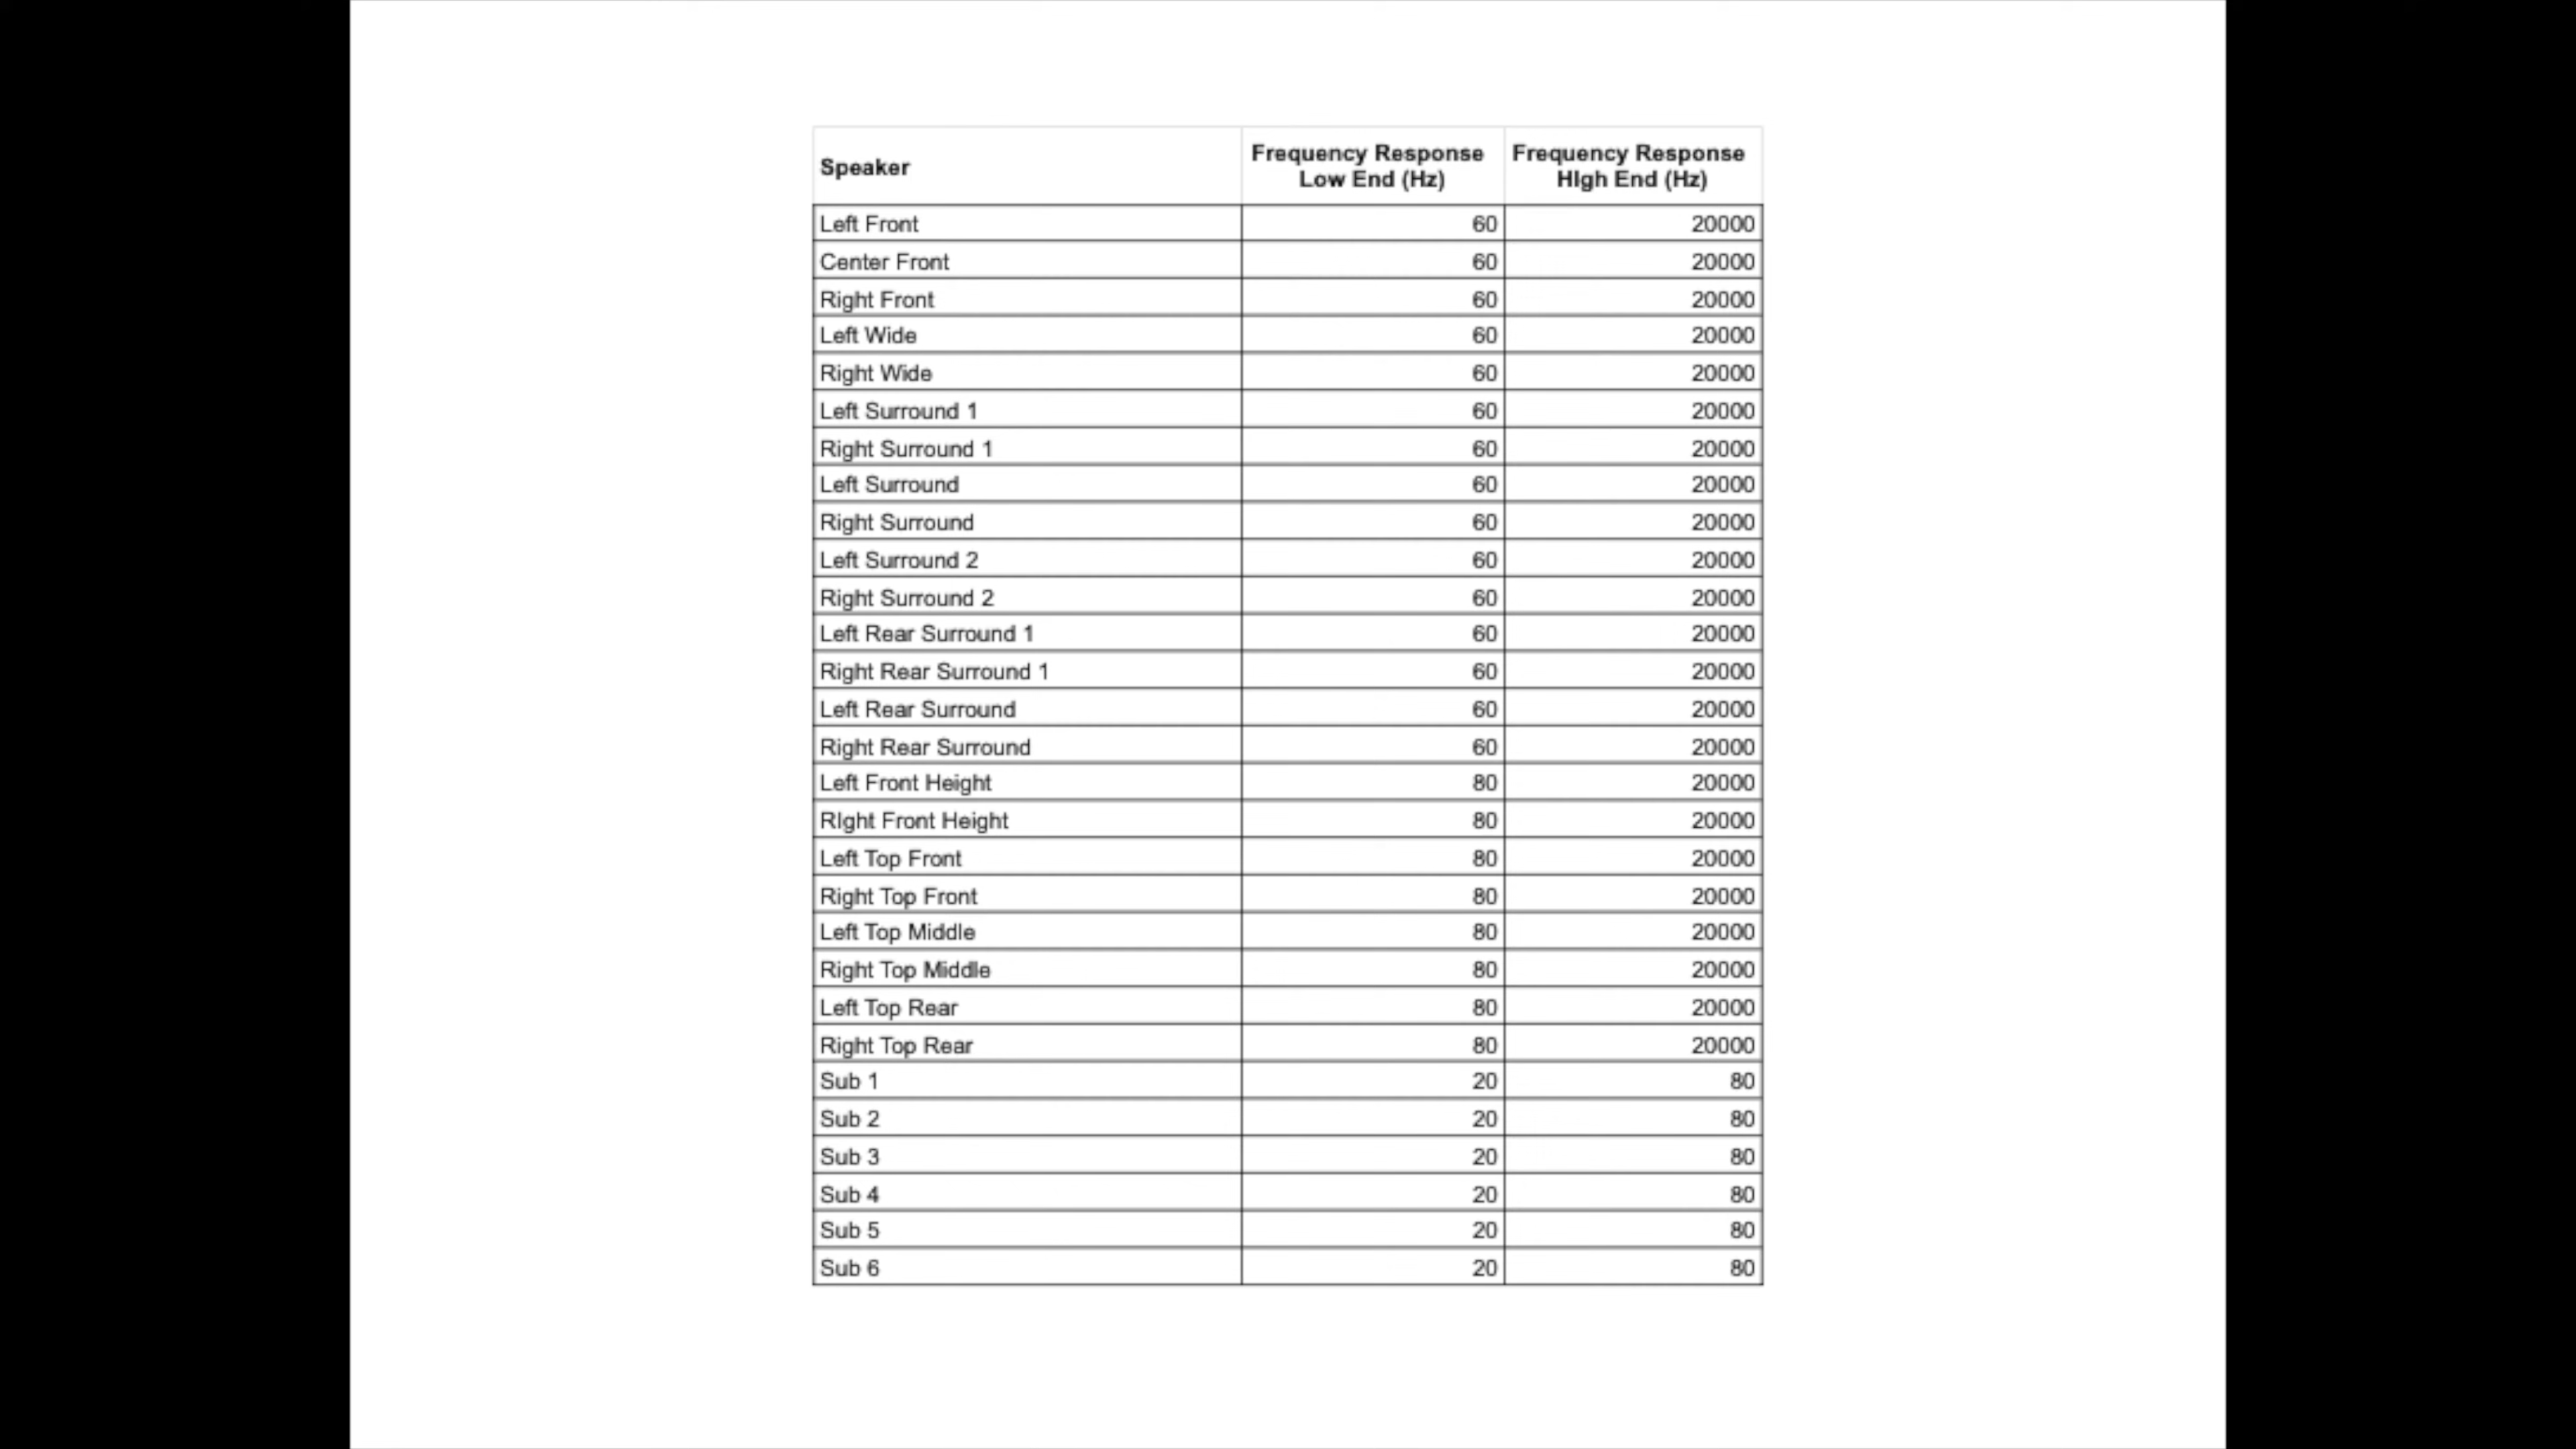 Speaker Frequency Response Low End (Hz) Frequency Response HIgh End (Hz)
Left Front 60 20000
Center Front 60 20000
Right Front 60 20000
Left Wide 60 20000
Right Wide 60 20000
Left Surround 1 60 20000
Right Surround 1 60 20000
Left Surround 60 20000
Right Surround 60 20000
Left Surround 2 60 20000
Right Surround 2 60 20000
Left Rear Surround 1 60 20000
Right Rear Surround 1 60 20000
Left Rear Surround 60 20000
Right Rear Surround 60 20000
Left Front Height 80 20000
RIght Front Height 80 20000
Left Top Front 80 20000
Right Top Front 80 20000
Left Top Middle 80 20000
Right Top Middle 80 20000
Left Top Rear 80 20000
Right Top Rear 80 20000
Sub 1 20 80
Sub 2 20 80
Sub 3 20 80
Sub 4 20 80
Sub 5 20 80
Sub 6 20 80